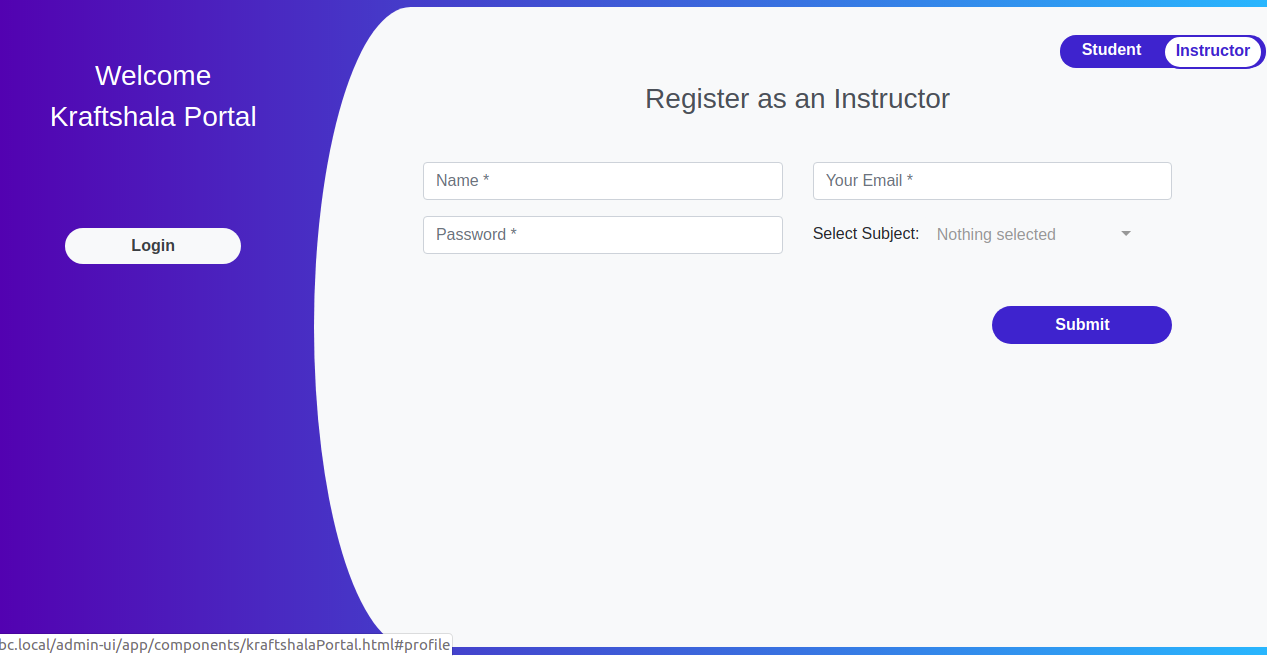 Welcome
Kraftshala Portal
Login
Student Instructor
Register as an Instructor
Name * Your Email *
Password * Select Subject: Nothing selected
Submit
bc.local/admin-ui/app/components/kraftshalaPortal.html#profile